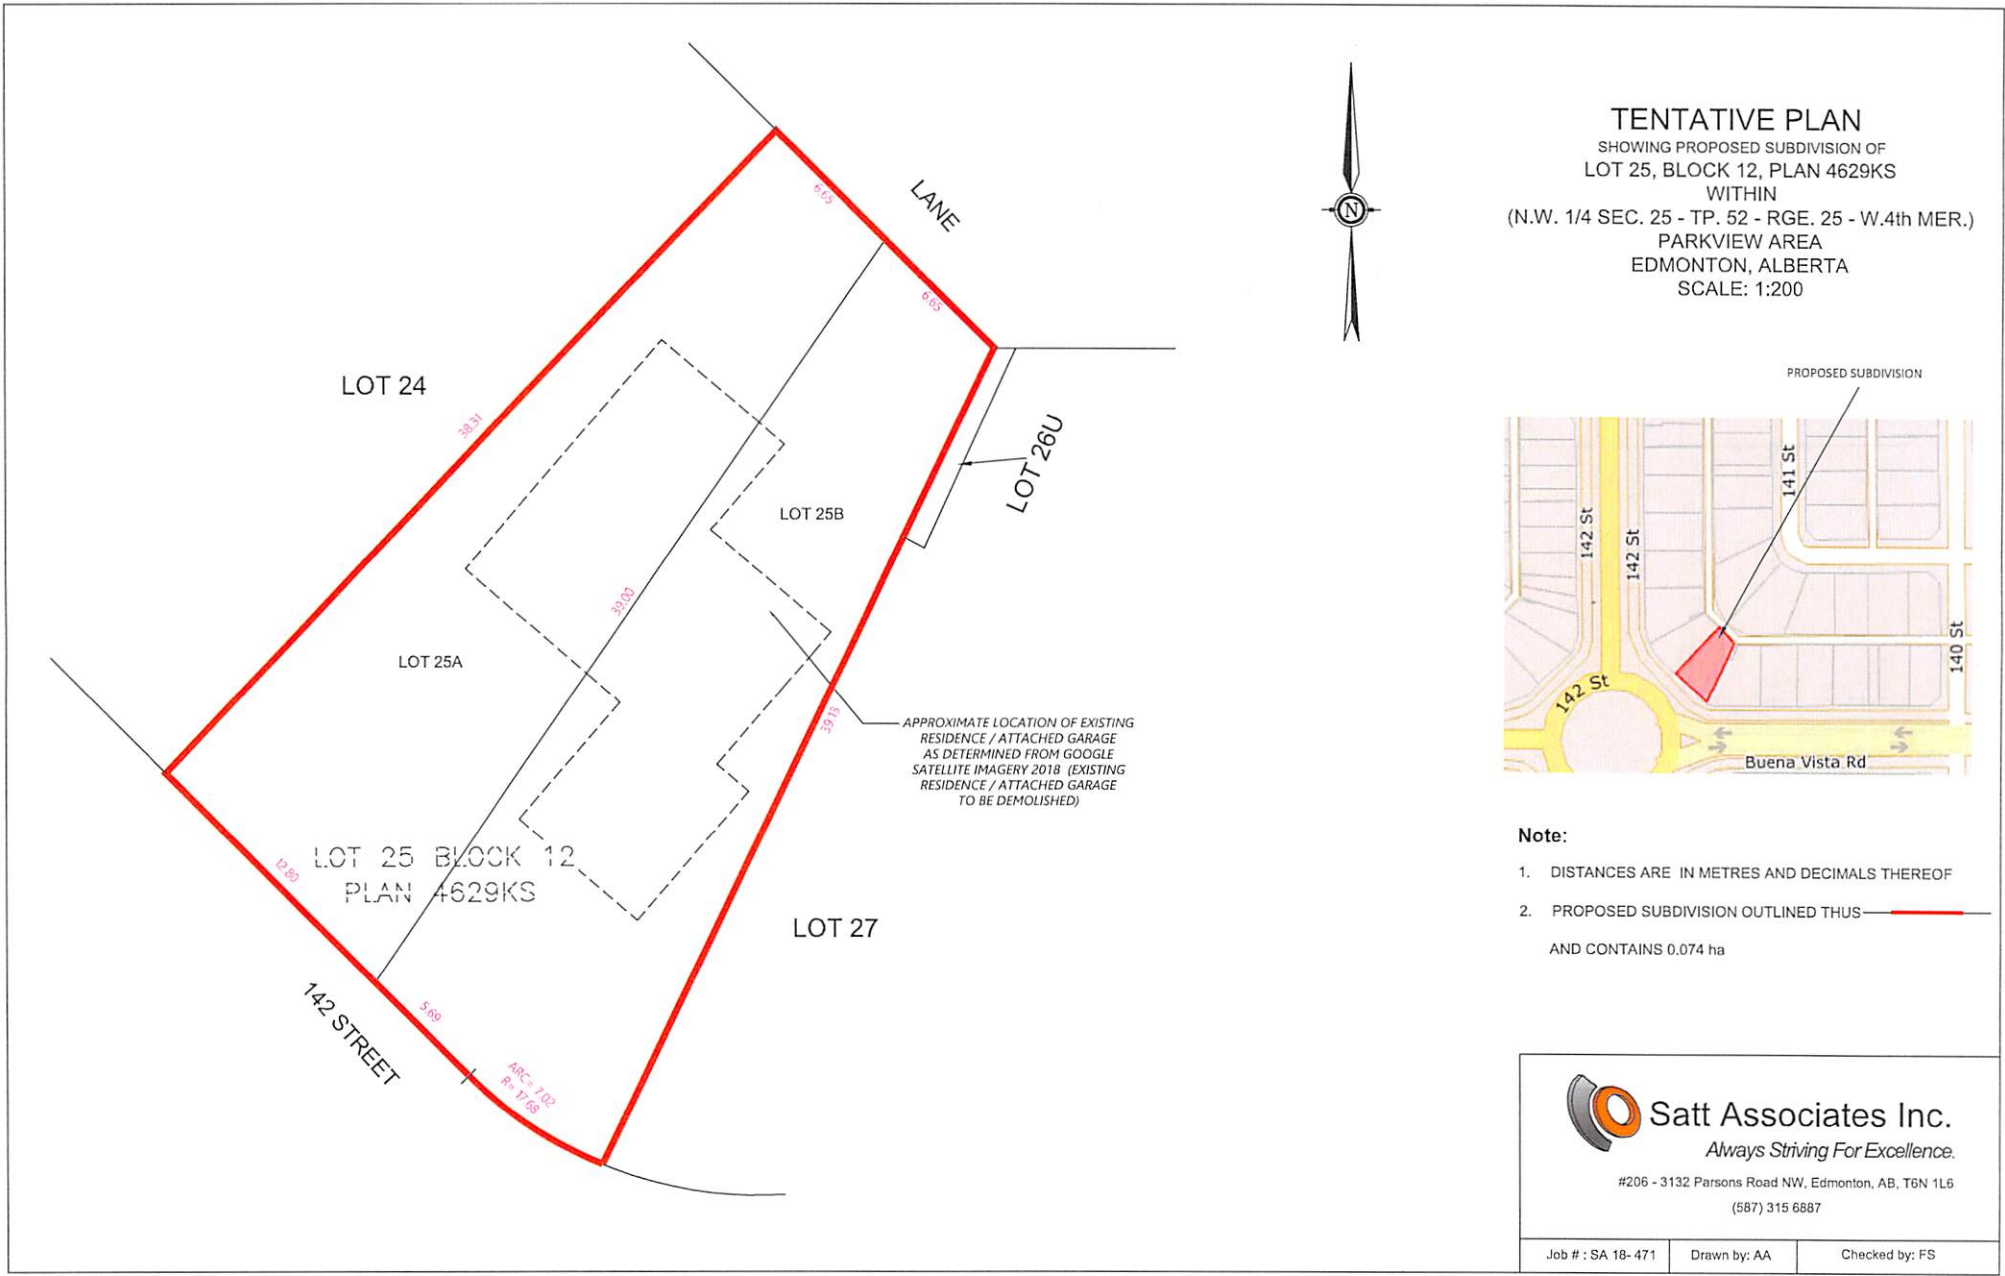 TENTATIVE PLAN
SHOWING PROPOSED SUBDIVISION OF
LOT 25, BLOCK 12, PLAN 4629KS
WITHIN
(N.W. 1/4 SEC. 25 - TP. 52 - RGE. 25 - W.4th MER.)
PARKVIEW AREA
EDMONTON, ALBERTA
SCALE: 1:200
N
LANE
6.65
6.65
LOT 24
38.31
LOT 26U
LOT 25B
39.00
LOT 25A
39.13
APPROXIMATE LOCATION OF EXISTING
RESIDENCE / ATTACHED GARAGE
AS DETERMINED FROM GOOGLE
SATELLITE IMAGERY 2018 (EXISTING
RESIDENCE / ATTACHED GARAGE
TO BE DEMOLISHED)
LOT 25 BLOCK 12
PLAN 4629KS
12.80
LOT 27
5.69
142 STREET
ARC= 7.02
R= 17.68
PROPOSED SUBDIVISION
141 St
142 St
142 St
140 St
142 St
Buena Vista Rd
Note:
1. DISTANCES ARE IN METRES AND DECIMALS THEREOF
2. PROPOSED SUBDIVISION OUTLINED THUS
AND CONTAINS 0.074 ha
Satt Associates Inc.
Always Striving For Excellence.
#206 - 3132 Parsons Road NW, Edmonton, AB, T6N 1L6
(587) 315 6887
Job # : SA 18- 471
Drawn by: AA
Checked by: FS